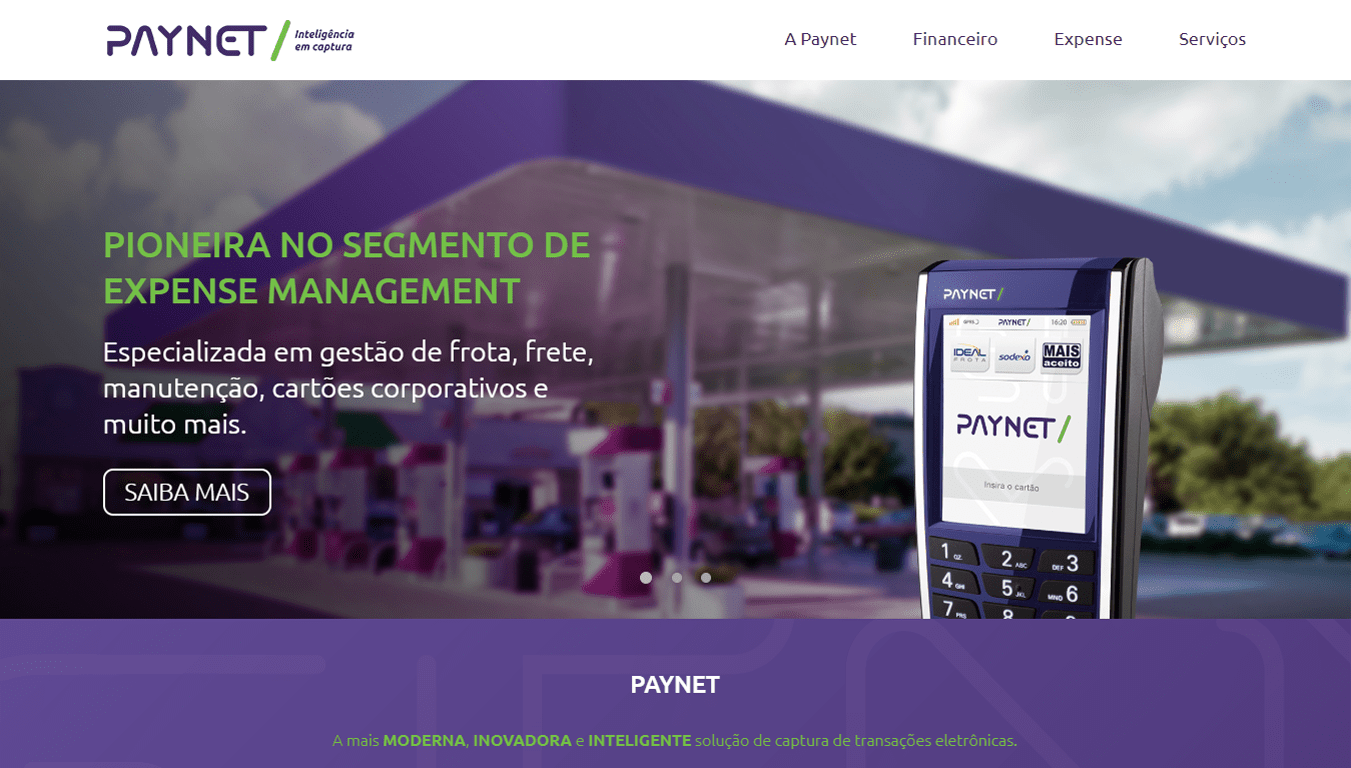 PAYNET
Inteligência
em captura
A Paynet
Financeiro
Expense
Serviços
PIONEIRA NO SEGMENTO DE
EXPENSE MANAGEMENT
Especializada em gestão de frota, frete,
manutenção, cartões corporativos e
muito mais.
SAIBA MAIS
PAYNET
GPRS
PAYNET
16:20
IDEAL
FROTA
sodexo
MAIS
aceito
PAYNET
Insira o cartão
1 QZ.
2 ABC
DEF 3
4 GHI
5 JKL
MNO 6
7 PRS
8
PAYNET
A mais MODERNA, INOVADORA e INTELIGENTE solução de captura de transações eletrônicas.